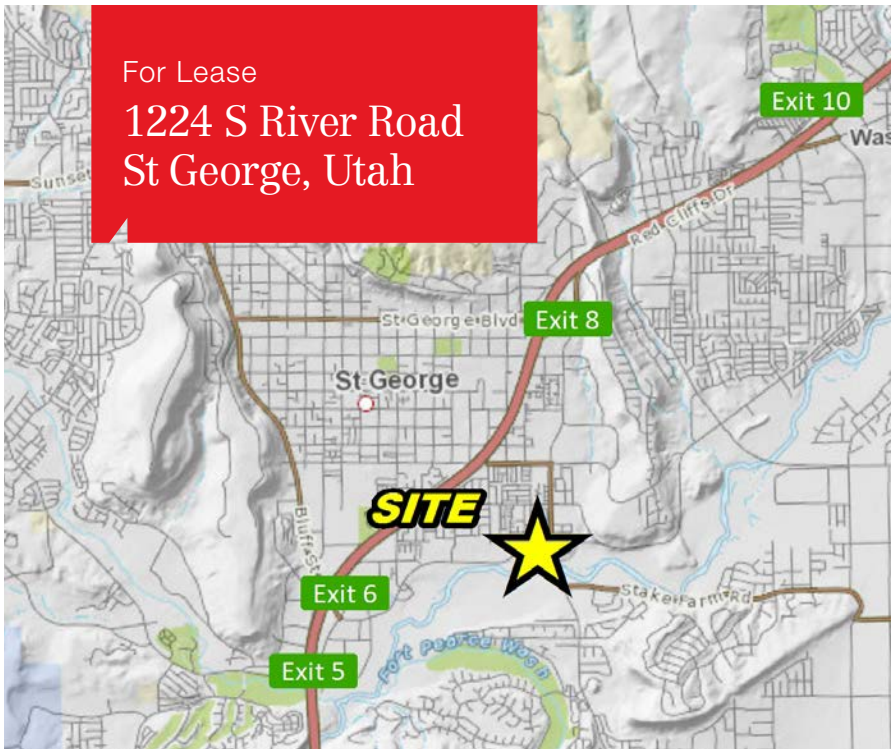 For Lease
1224 S River Road
St George, Utah
Exit 10
Was
Sunset
Red Cliffs Dr
St George Blvd
Exit 8
St George
SITE
Bluff St
Exit 6
Stake Farm Rd
Fort Pearce Wash
Exit 5